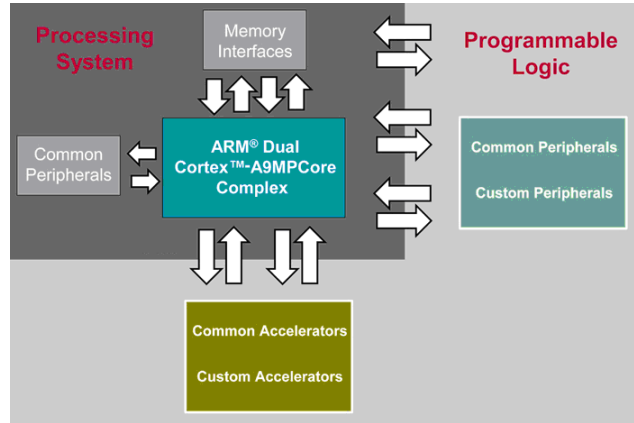 Processing
System
Memory
Interfaces
Programmable
Logic
ARM® Dual
Cortex™-A9MPCore
Complex
Common
Peripherals
Common Peripherals
Custom Peripherals
Common Accelerators
Custom Accelerators